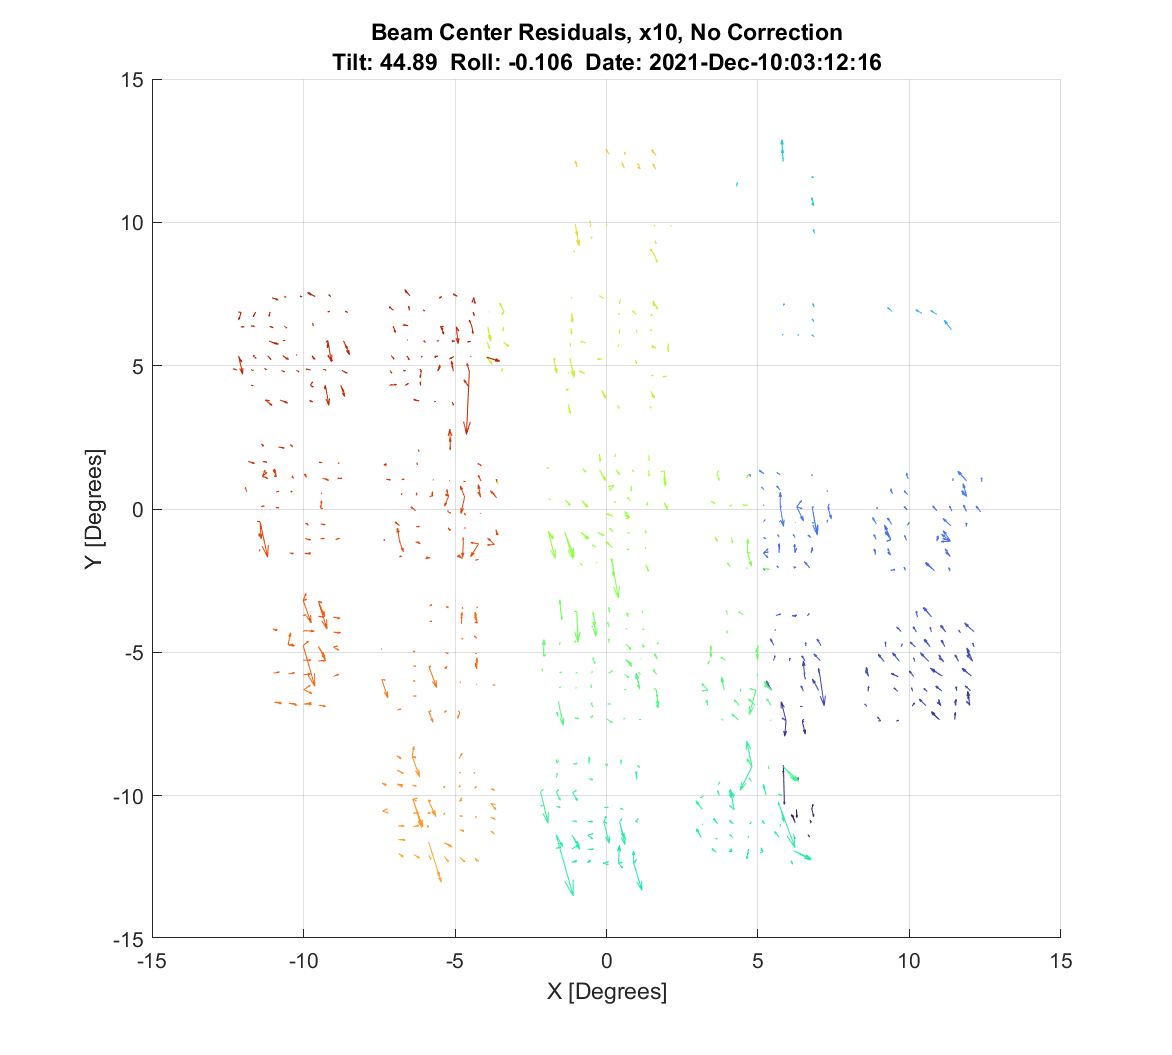 Beam Center Residuals, x10, No Correction
Tilt: 44.89  Roll: -0.106  Date: 2021-Dec-10:03:12:16
15
10
5
0
-5
-10
-15
Y [Degrees]
-15 -10 -5 0 5 10 15
X [Degrees]